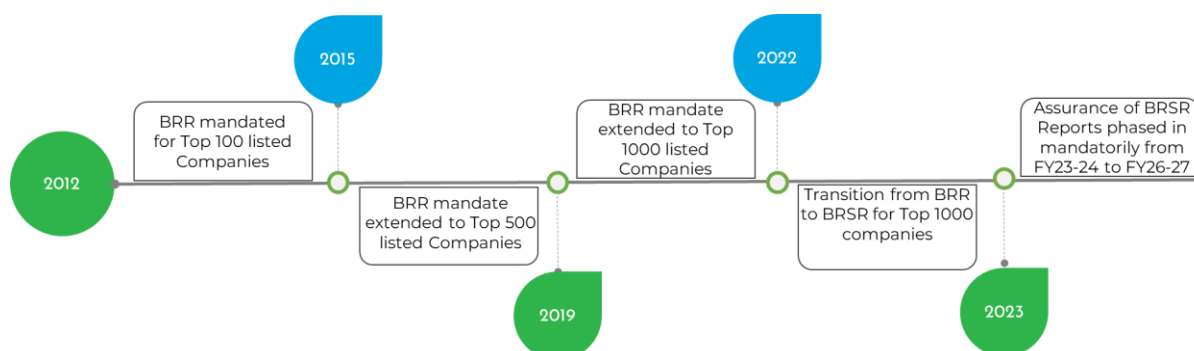 2012
BRR mandated
for Top 100 listed
Companies
2015
BRR mandate
extended to Top 500
listed Companies
2019
BRR mandate
extended to Top
1000 listed
Companies
2022
Transition from BRR
to BRSR for Top 1000
companies
2023
Assurance of BRSR
Reports phased in
mandatorily from
FY23-24 to FY26-27